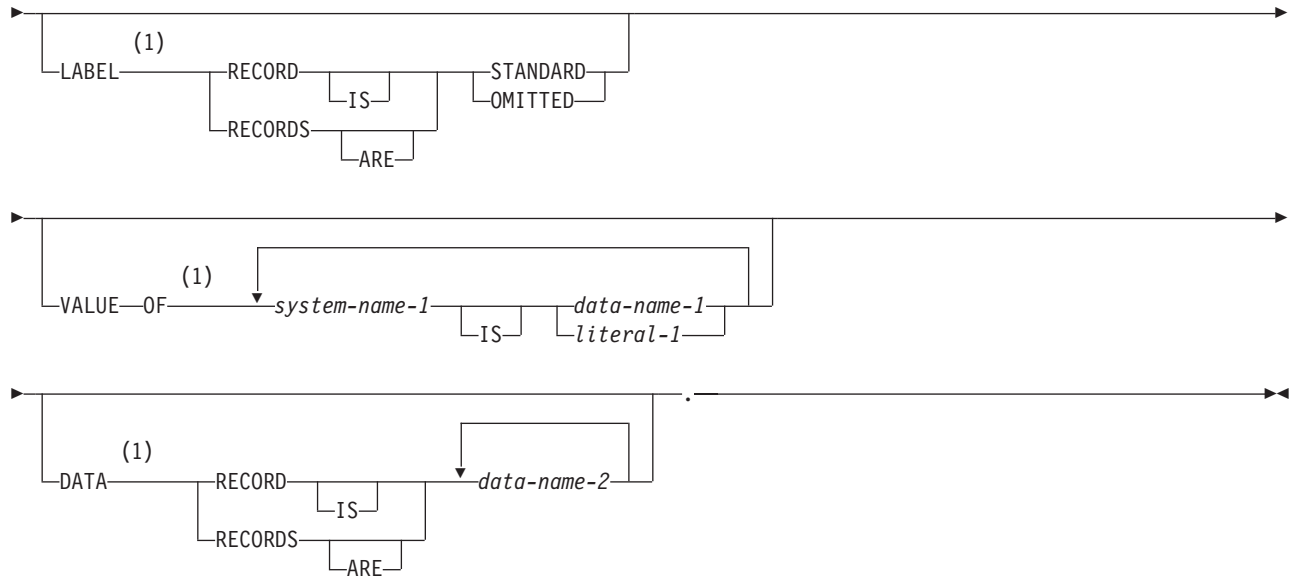 (1)
LABEL RECORD STANDARD
IS OMITTED
RECORDS
ARE
(1)
VALUE OF system-name-1 data-name-1
IS literal-1
.
(1)
DATA RECORD data-name-2
IS
RECORDS
ARE